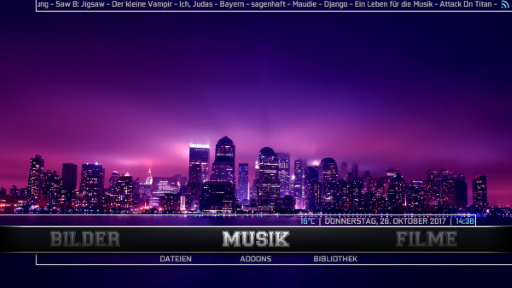 ung - Saw 8: Jigsaw - Der kleine Vampir - Ich, Judas - Bayern - sagenhaft - Maudie - Django - Ein Leben für die Musik - Attack On Titan -
16°C | DONNERSTAG, 26. OKTOBER 2017 | 14:38
BILDER MUSIK FILME
DATEIEN ADDONS BIBLIOTHEK